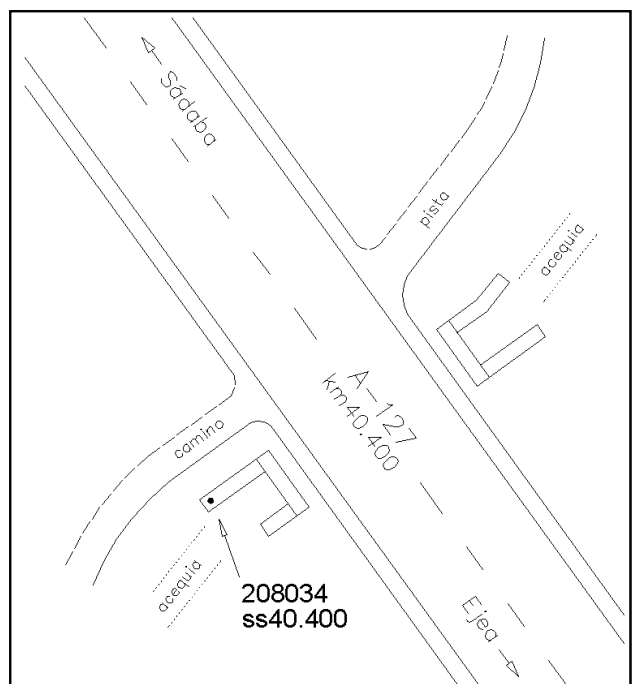 Sádaba
pista
acequia
A-127
km40.400
camino
acequia
208034
ss40.400
Ejea